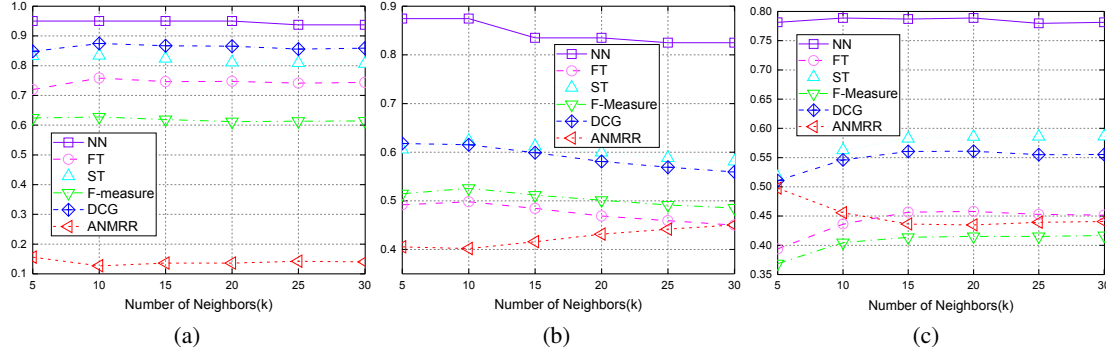 1.0
0.9
0.8
0.7
0.6
0.5
0.4
0.3
0.2
0.1
5 10 15 20 25 30
NN
FT
ST
F-measure
DCG
ANMRR
Number of Neighbors(k)
(a)
0.9
0.8
0.7
0.6
0.5
0.4
5 10 15 20 25 30
NN
FT
ST
F-Measure
DCG
ANMRR
Number of Neighbors(k)
(b)
0.80
0.75
0.70
0.65
0.60
0.55
0.50
0.45
0.40
0.35
5 10 15 20 25 30
NN
FT
ST
F-Measure
DCG
ANMRR
Number of Neighbors(k)
(c)